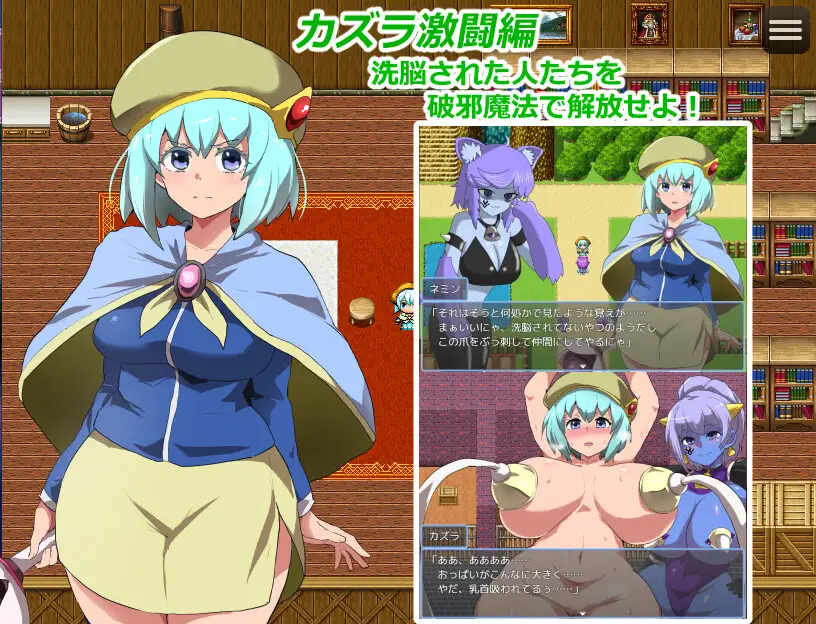 カズラ激闘編
洗脳された人たちを
破邪魔法で解放せよ！
ネミン
「それはそうと何処かで見たような覚えが……
まぁいいにゃ、洗脳されてないやつのようだし
この爪をぶっ刺して仲間にしてやるにゃ」
カズラ
「ああ、ああああ……
おっぱいがこんなに大きく……
やだ、乳首吸われてるぅ……」